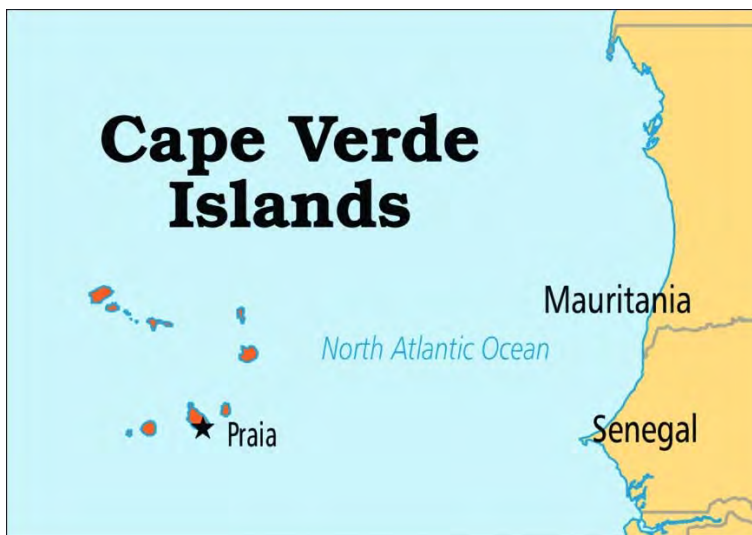 Cape Verde
Islands
Mauritania
North Atlantic Ocean
Praia
Senegal